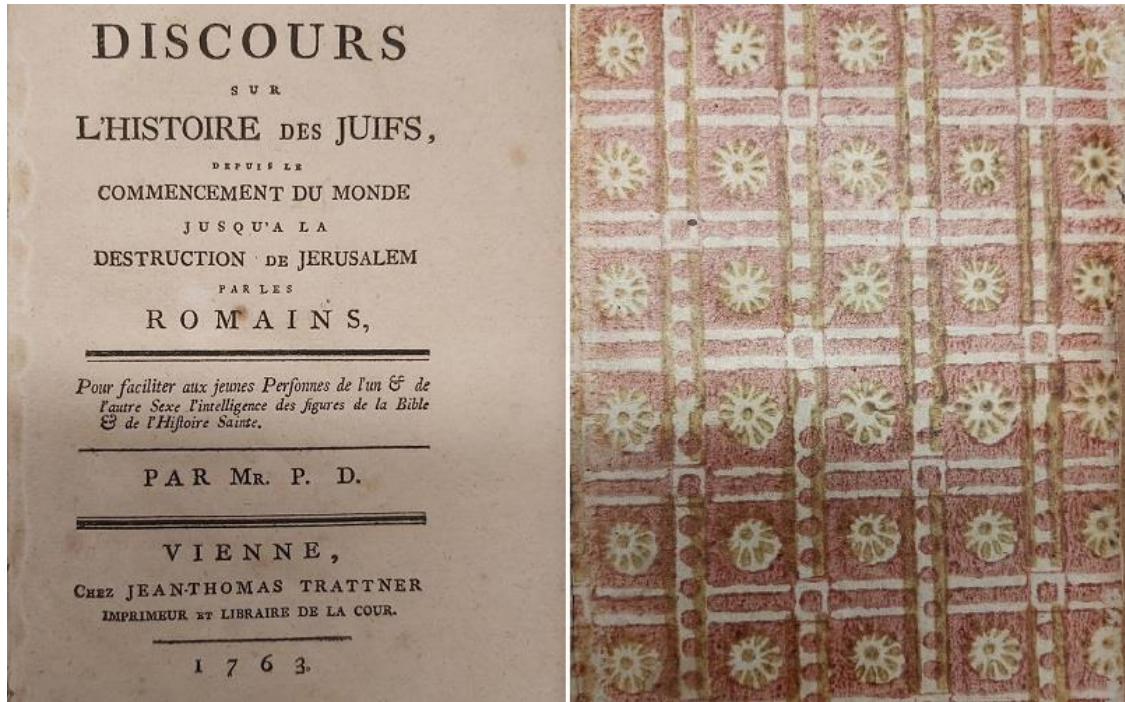 DISCOURS
SUR
L'HISTOIRE DES JUIFS,
DEPUIS LE
COMMENCEMENT DU MONDE
JUSQU'A LA
DESTRUCTION DE JERUSALEM
PAR LES
ROMAINS,
Pour faciliter aux jeunes Perſonnes de l'un & de
l'autre Sexe l'intelligence des figures de la Bible
& de l'Hiſtoire Sainte.
PAR MR. P. D.
VIENNE,
CHEZ JEAN-THOMAS TRATTNER
IMPRIMEUR ET LIBRAIRE DE LA COUR.
1763.